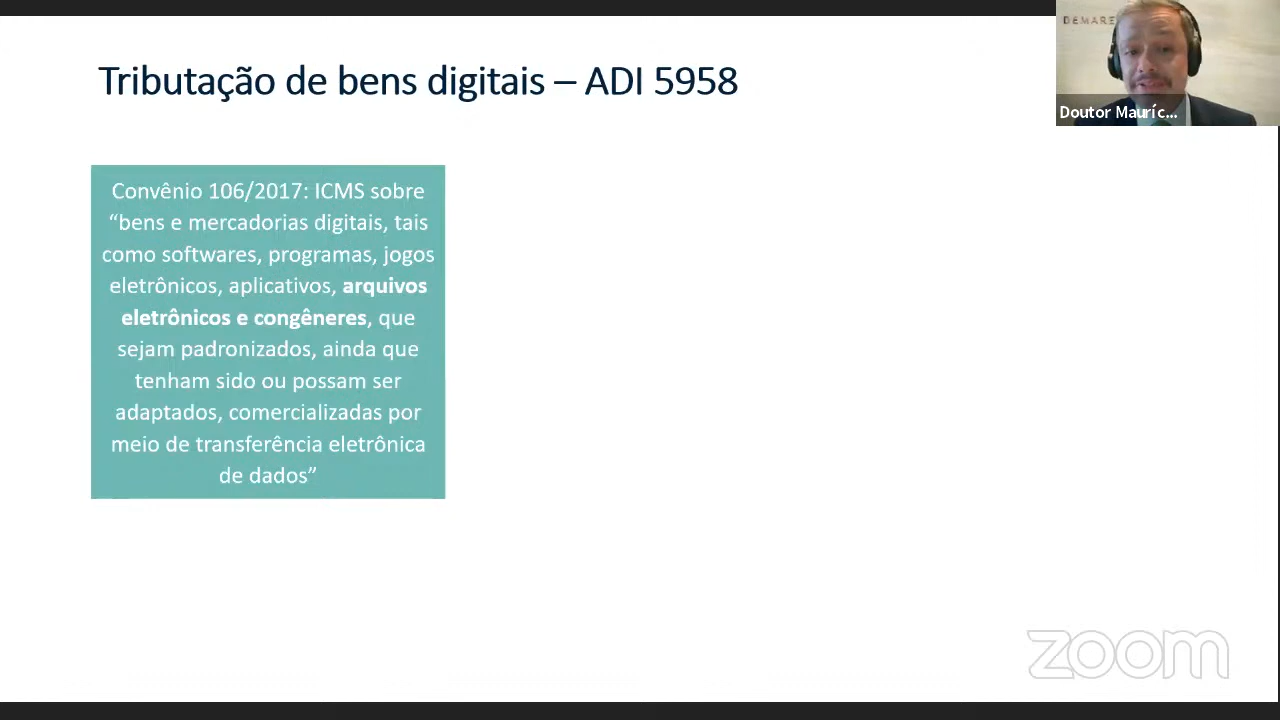 Tributação de bens digitais – ADI 5958
DEMARE
Doutor Mauríc...
Convênio 106/2017: ICMS sobre
“bens e mercadorias digitais, tais
como softwares, programas, jogos
eletrônicos, aplicativos, arquivos
eletrônicos e congêneres, que
sejam padronizados, ainda que
tenham sido ou possam ser
adaptados, comercializadas por
meio de transferência eletrônica
de dados”
zoom